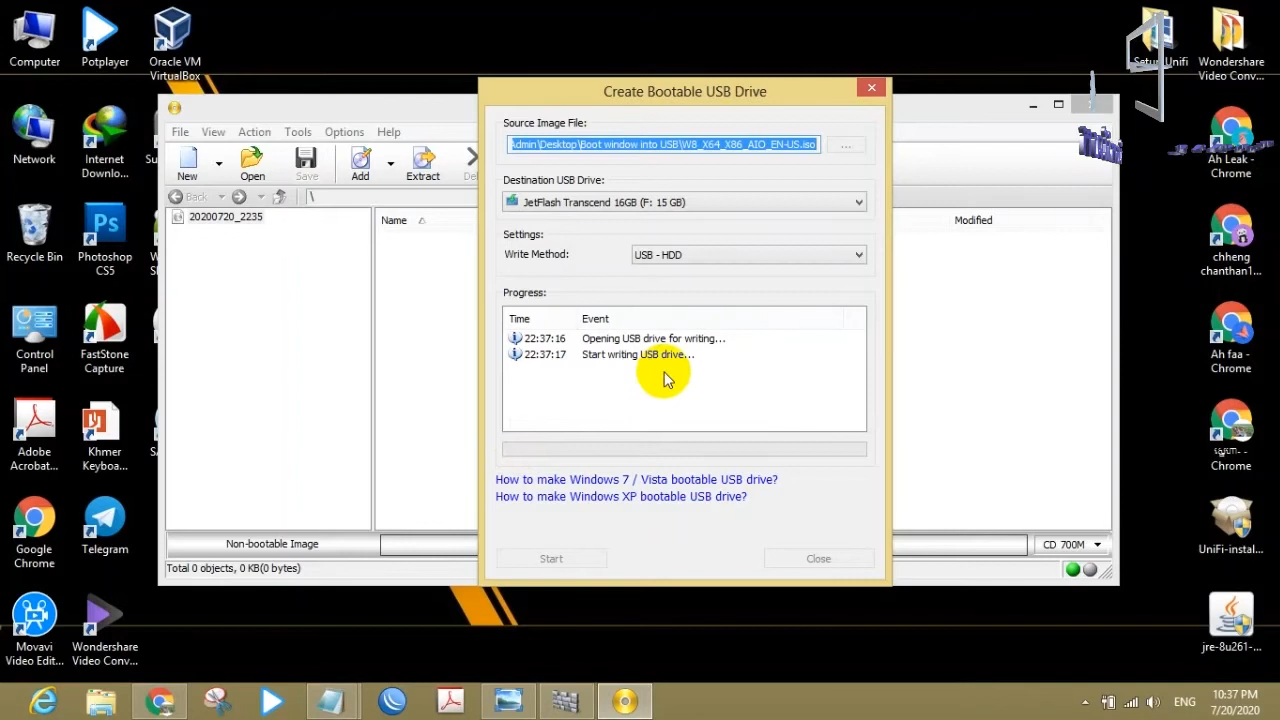 Computer
Potplayer
Oracle VM
VirtualBox
Network
Internet
Downlo...
Recycle Bin
Photoshop
CS5
Control
Panel
FastStone
Capture
Adobe
Acrobat...
Khmer
Keyboa...
Google
Chrome
Telegram
Movavi
Video Edit...
Wondershare
Video Conv...
File View Action Tools Options Help
New
Open
Save
Add
Extract
Back
\
20200720_2235
Name
Modified
Non-bootable Image
CD 700M
Total 0 objects, 0 KB(0 bytes)
Create Bootable USB Drive
Source Image File:
Admin\Desktop\Boot window into USB\W8_X64_X86_AIO_EN-US.iso
...
Destination USB Drive:
JetFlash Transcend 16GB (F: 15 GB)
Settings:
Write Method:
USB - HDD
Progress:
Time Event
22:37:16 Opening USB drive for writing...
22:37:17 Start writing USB drive...
How to make Windows 7 / Vista bootable USB drive?
How to make Windows XP bootable USB drive?
Start
Close
Wondershare
Video Conv...
Ah Leak -
Chrome
chheng
chanthan1...
Ah faa -
Chrome
Chrome
UniFi-instal...
jre-8u261-...
ENG
10:37 PM
7/20/2020